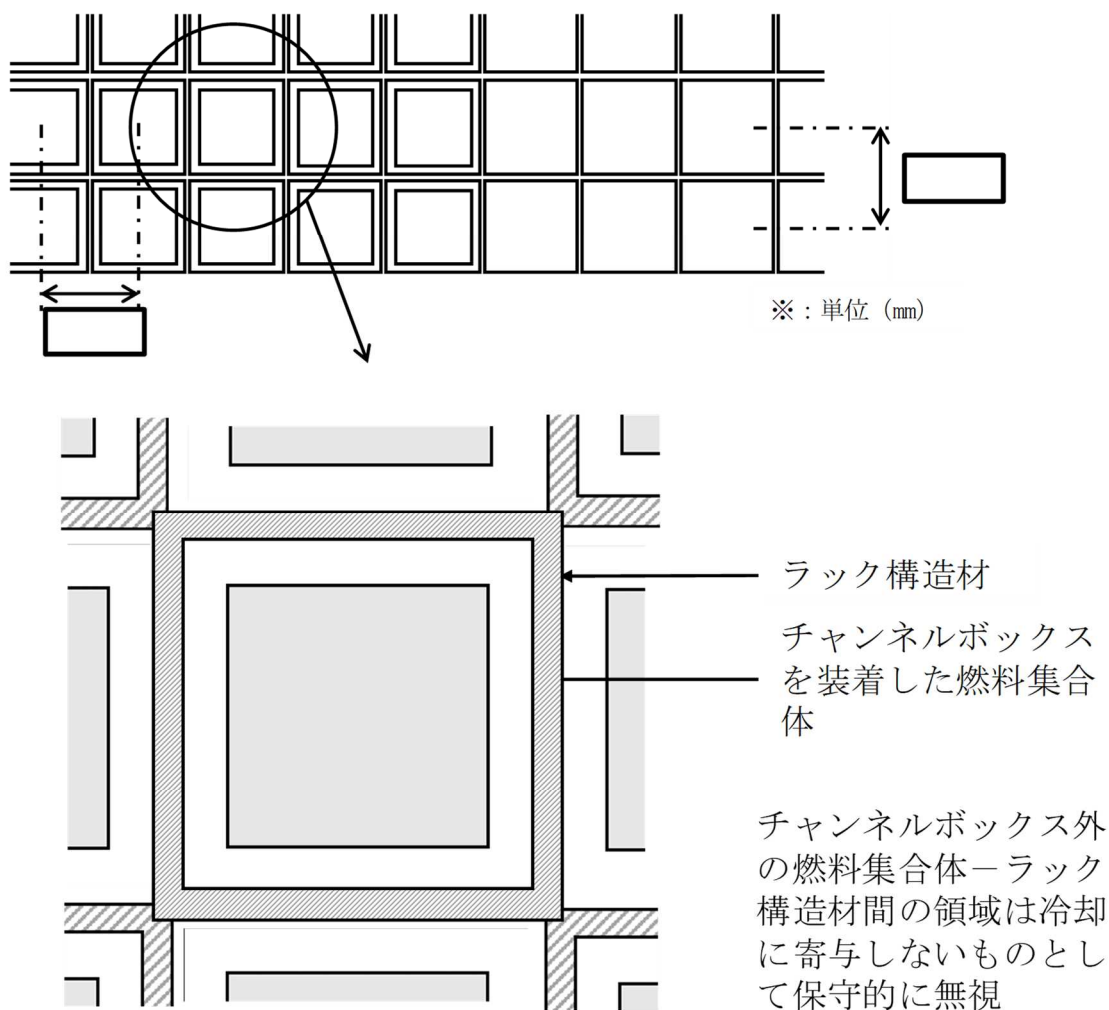 ※：単位（㎜）
ラック構造材
チャンネルボックス
を装着した燃料集合
体
チャンネルボックス外
の燃料集合体－ラック
構造材間の領域は冷却
に寄与しないものとし
て保守的に無視